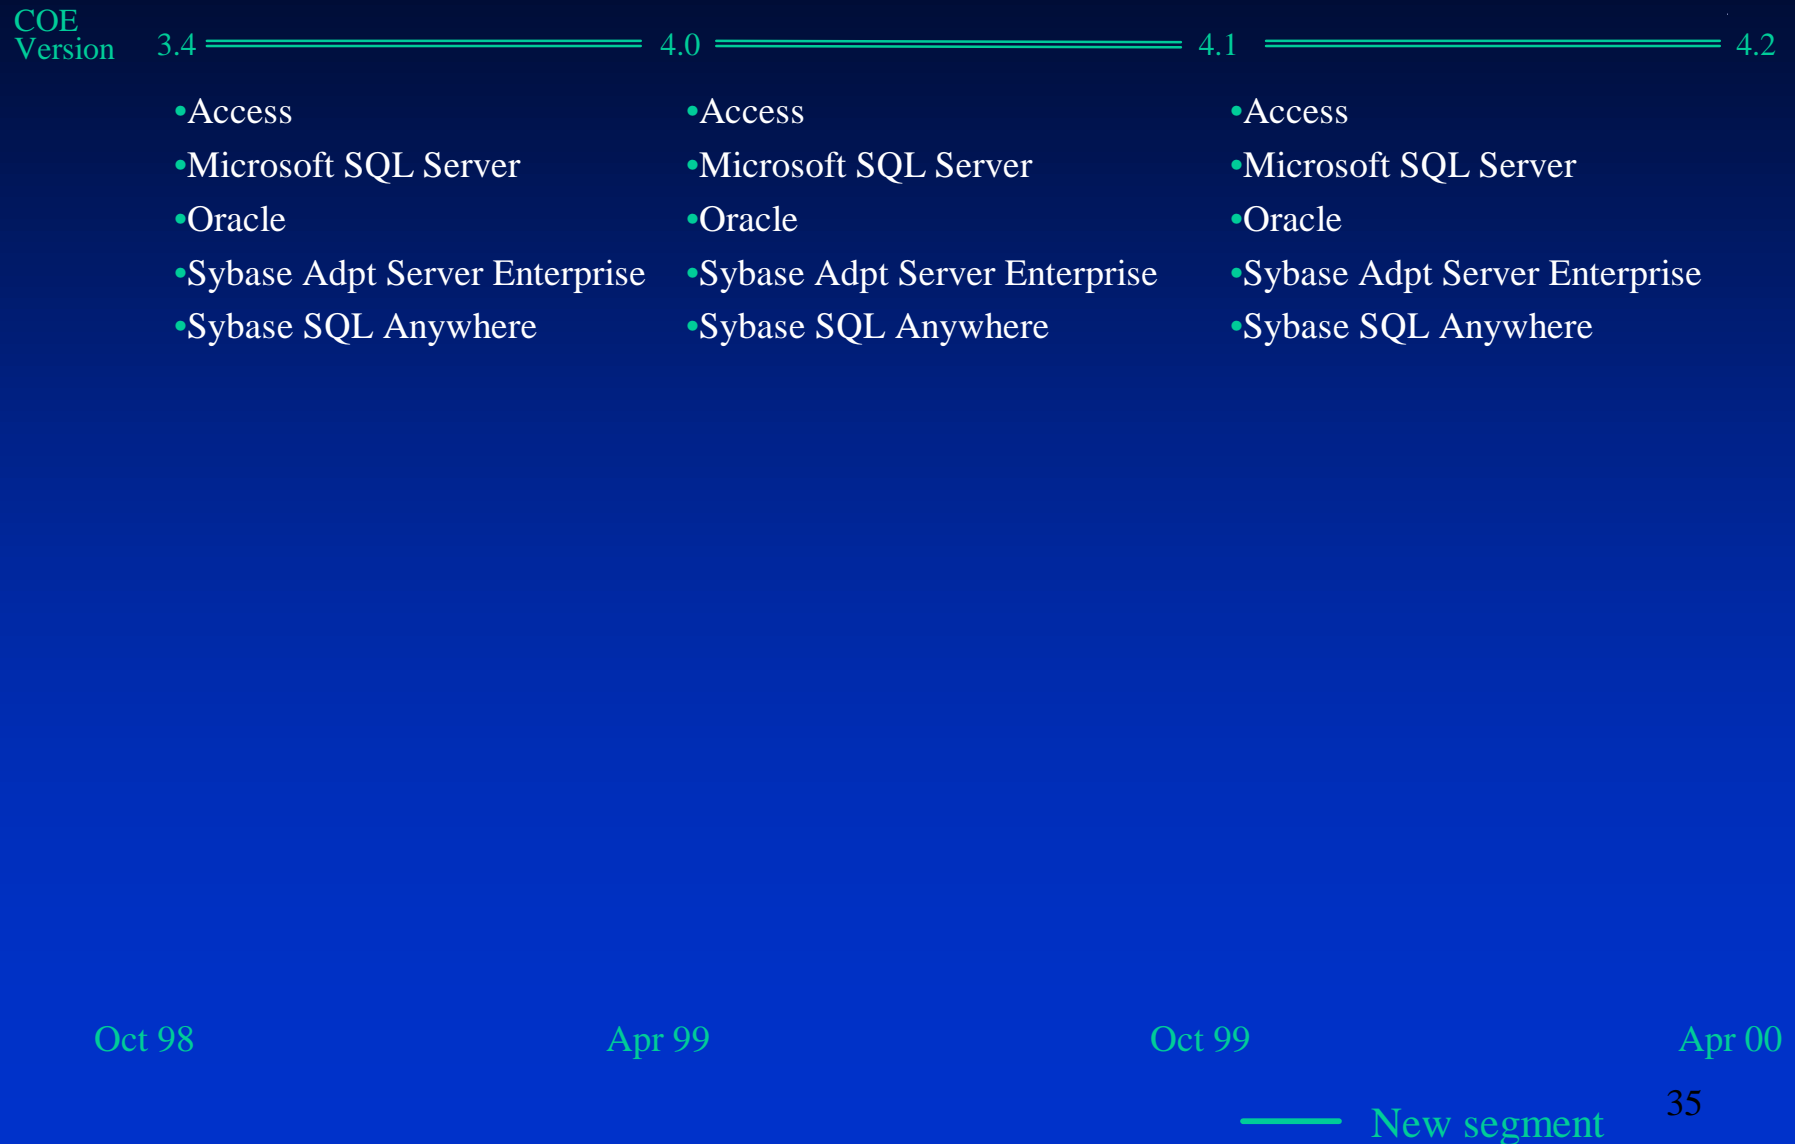 COE
Version 3.4 4.0 4.1 4.2
•Access
•Microsoft SQL Server
•Oracle
•Sybase Adpt Server Enterprise
•Sybase SQL Anywhere
•Access
•Microsoft SQL Server
•Oracle
•Sybase Adpt Server Enterprise
•Sybase SQL Anywhere
•Access
•Microsoft SQL Server
•Oracle
•Sybase Adpt Server Enterprise
•Sybase SQL Anywhere
Oct 98 Apr 99 Oct 99 Apr 00
New segment
35